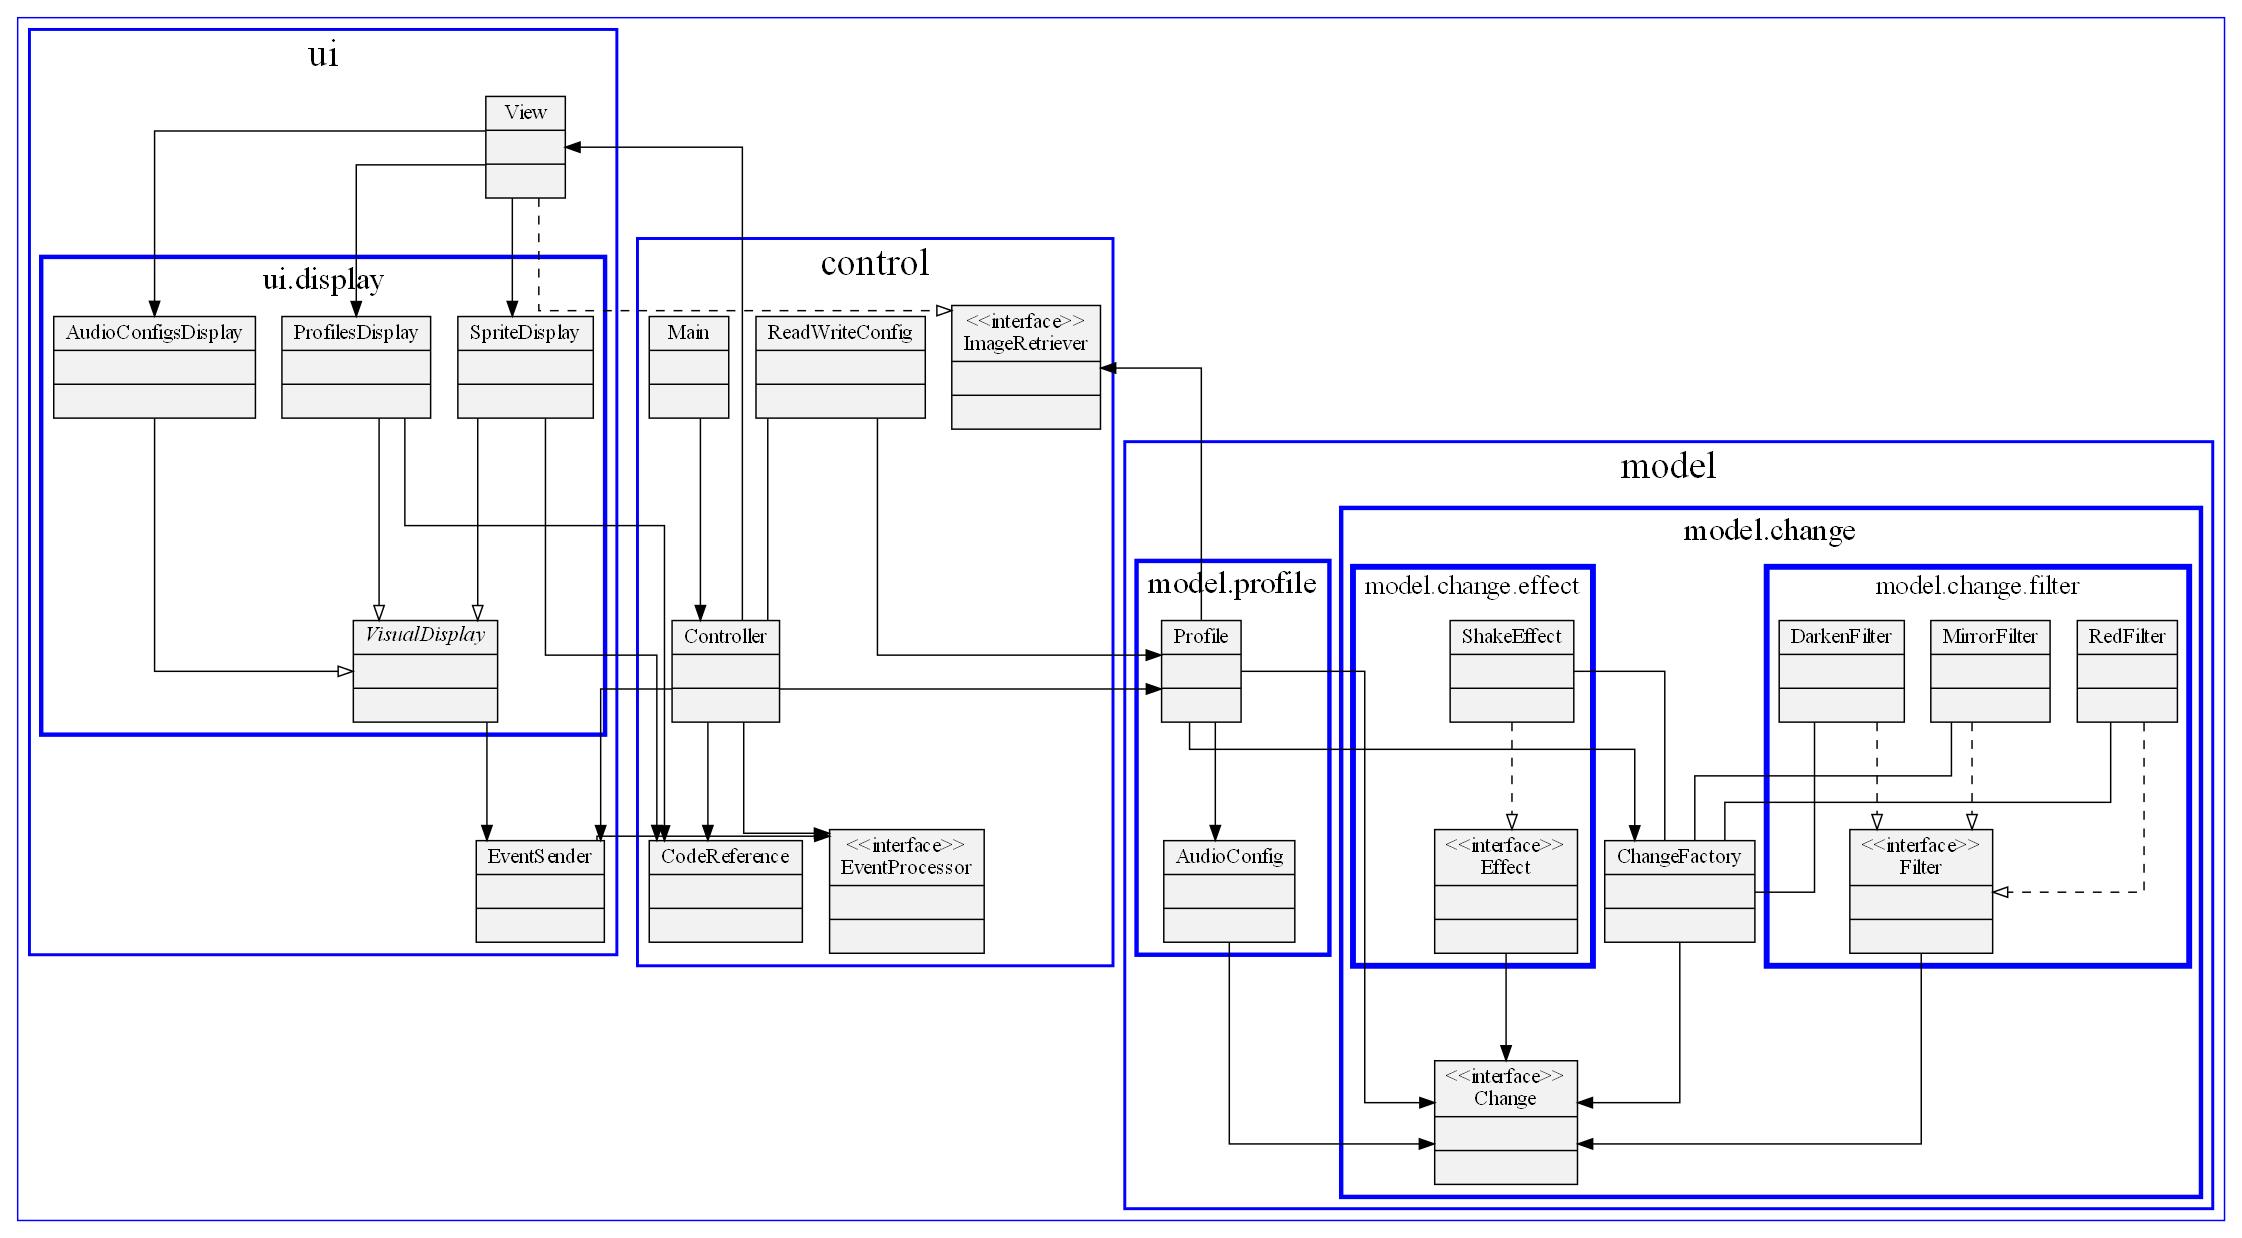 ui
View
ui.display
AudioConfigsDisplay
ProfilesDisplay
SpriteDisplay
VisualDisplay
EventSender
control
Main
ReadWriteConfig
<<interface>>
ImageRetriever
Controller
CodeReference
<<interface>>
EventProcessor
model
model.profile
Profile
AudioConfig
model.change
model.change.effect
ShakeEffect
<<interface>>
Effect
ChangeFactory
model.change.filter
DarkenFilter
MirrorFilter
RedFilter
<<interface>>
Filter
<<interface>>
Change